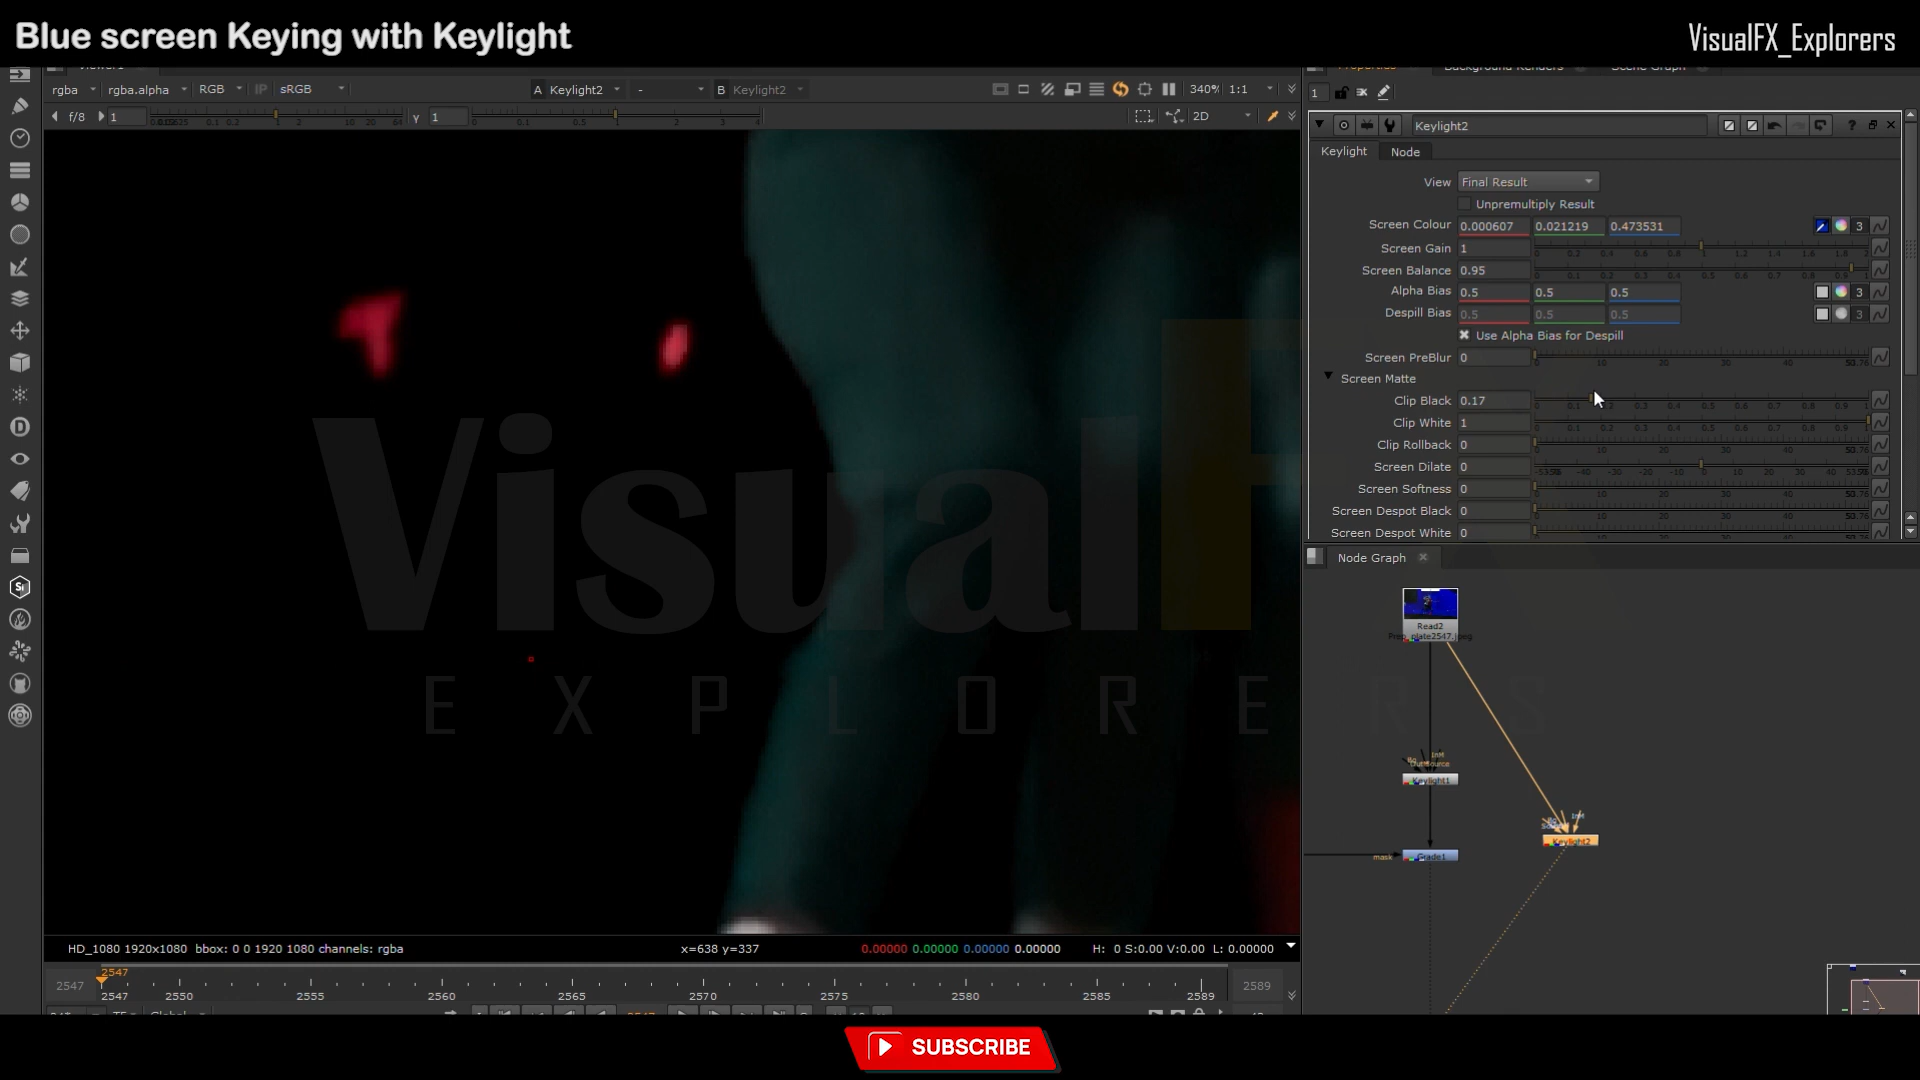 Blue screen Keying with Keylight
VisualFX_Explorers
rgba rgba.alpha RGB IP sRGB A Keylight2 - B Keylight2 340% 1:1
f/8 1 γ 1 2D
1
Keylight2
Keylight Node
View Final Result
Unpremultiply Result
Screen Colour 0.000607 0.021219 0.473531 3
Screen Gain 1
Screen Balance 0.95
Alpha Bias 0.5 0.5 0.5 3
Despill Bias 0.5 0.5 0.5 3
Use Alpha Bias for Despill
Screen PreBlur 0
Screen Matte
Clip Black 0.17
Clip White 1
Clip Rollback 0
Screen Dilate 0
Screen Softness 0
Screen Despot Black 0
Screen Despot White 0
Visual
EXPLORERS
Node Graph
Read2
Keylight1
mask Grade1
Keylight2
HD_1080 1920x1080 bbox: 0 0 1920 1080 channels: rgba x=638 y=337 0.00000 0.00000 0.00000 0.00000 H: 0 S:0.00 V:0.00 L: 0.00000
2547
2547 2547 2550 2555 2560 2565 2570 2575 2580 2585 2589 2589
SUBSCRIBE